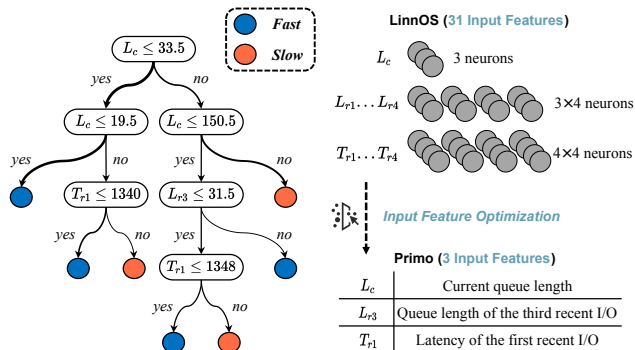 Fast
Slow
L_c ≤ 33.5
yes
no
L_c ≤ 19.5
L_c ≤ 150.5
yes
no
yes
no
T_r1 ≤ 1340
L_r3 ≤ 31.5
yes
no
yes
no
T_r1 ≤ 1348
yes
no
LinnOS (31 Input Features)
L_c 3 neurons
L_r1...L_r4 3×4 neurons
T_r1...T_r4 4×4 neurons
Input Feature Optimization
Primo (3 Input Features)
L_c Current queue length
L_r3 Queue length of the third recent I/O
T_r1 Latency of the first recent I/O